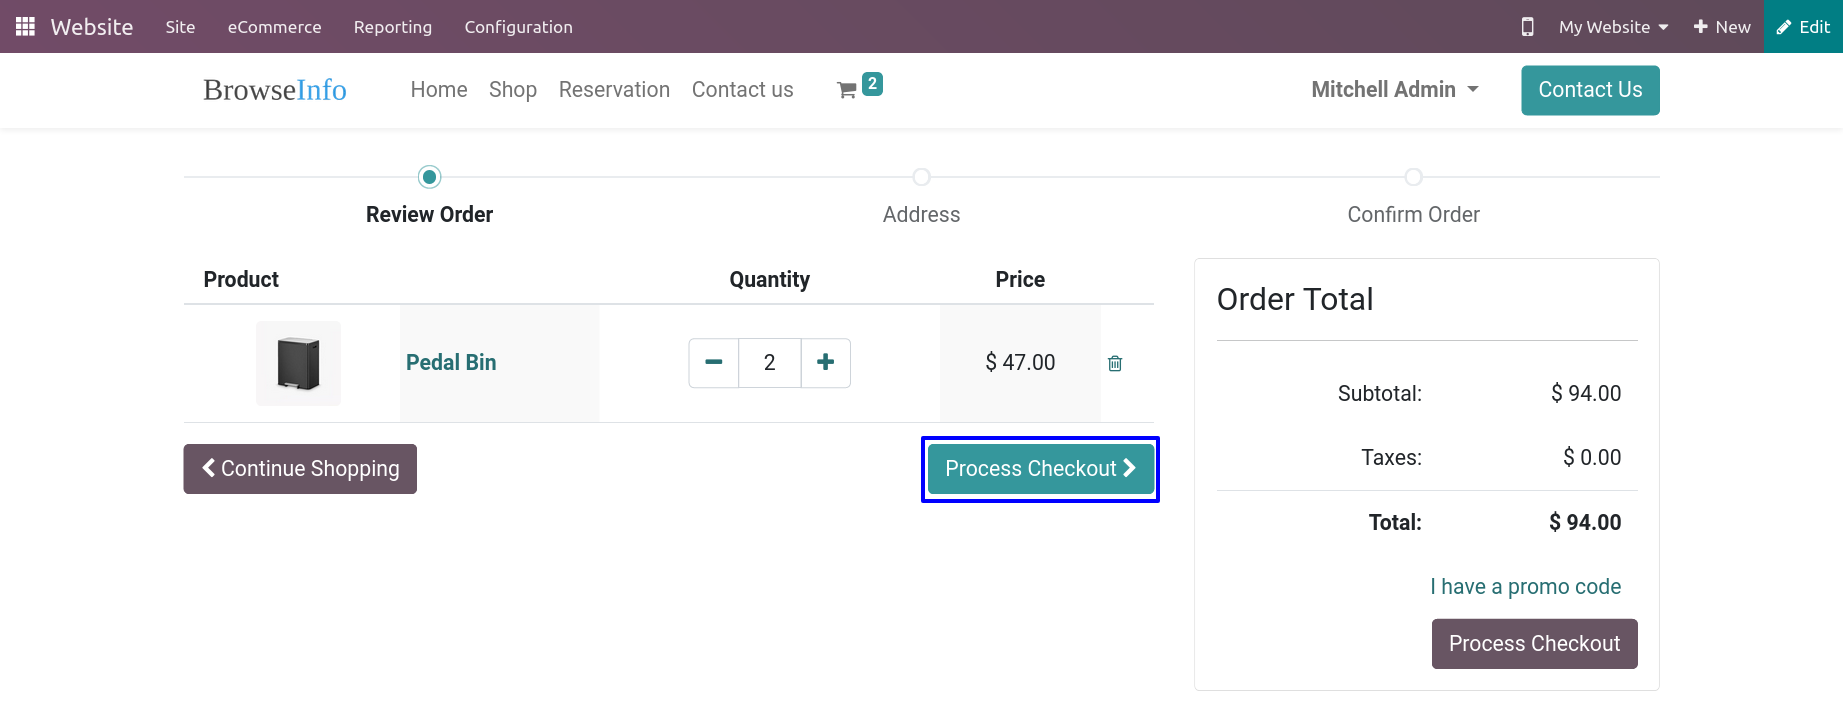 Website Site eCommerce Reporting Configuration My Website New Edit
BrowseInfo Home Shop Reservation Contact us 2 Mitchell Admin Contact Us
Review Order Address Confirm Order
Product Quantity Price
Pedal Bin 2 $ 47.00
Continue Shopping Process Checkout
Order Total
Subtotal: $ 94.00
Taxes: $ 0.00
Total: $ 94.00
I have a promo code
Process Checkout